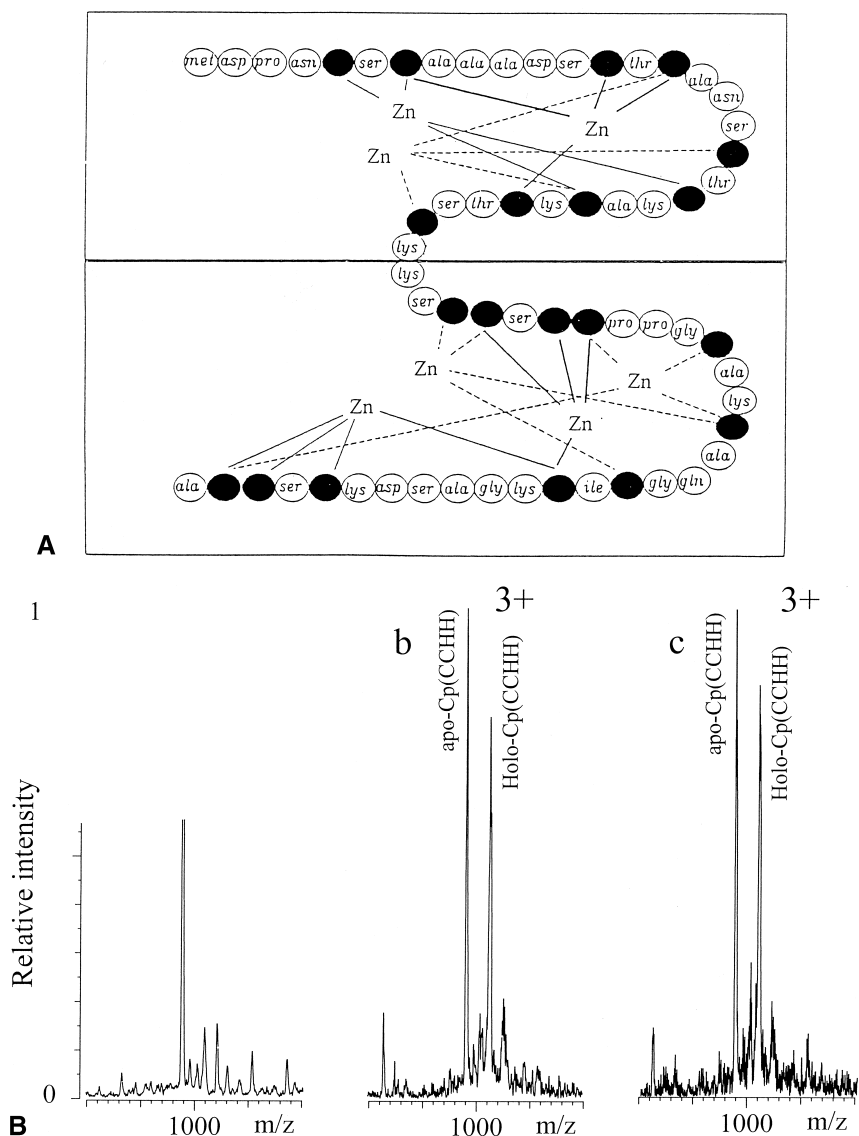 met asp pro asn ser ala ala ala asp ser thr ala
asn
ser
Zn
Zn
Zn
thr
ser thr lys ala lys
lys
lys
ser ser pro pro gly
Zn
Zn
ala
Zn
lys
Zn
ala
ala ser lys asp ser ala gly lys ile gly gln
A
1
3+
3+
b
c
apo-Cp(CCHH)
Holo-Cp(CCHH)
apo-Cp(CCHH)
Holo-Cp(CCHH)
Relative intensity
0
1000 m/z
1000 m/z
1000 m/z
B